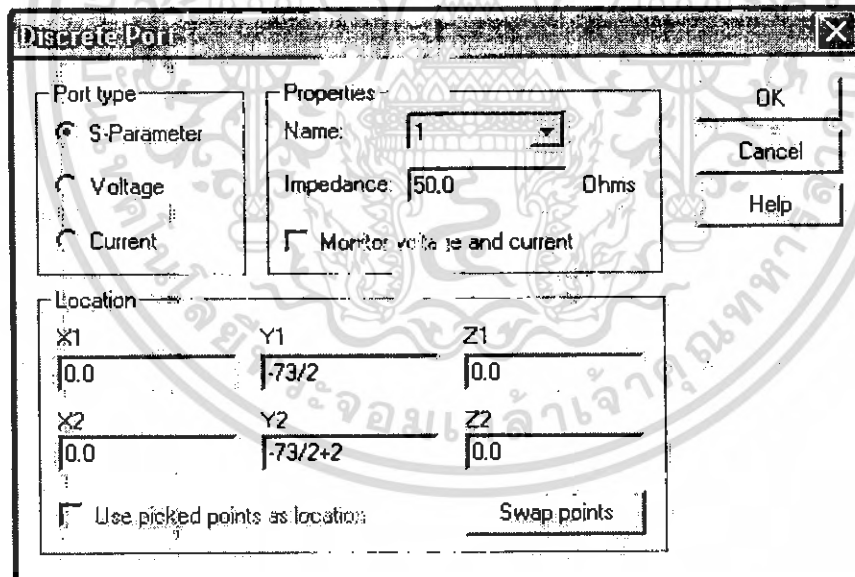 Discrete Port
Port type
S-Parameter
Voltage
Current
Properties
Name: 1
Impedance: 50.0 Ohms
Monitor voltage and current
OK
Cancel
Help
Location
X1 Y1 Z1
0.0 -73/2 0.0
X2 Y2 Z2
0.0 -73/2+2 0.0
Use picked points as location
Swap points